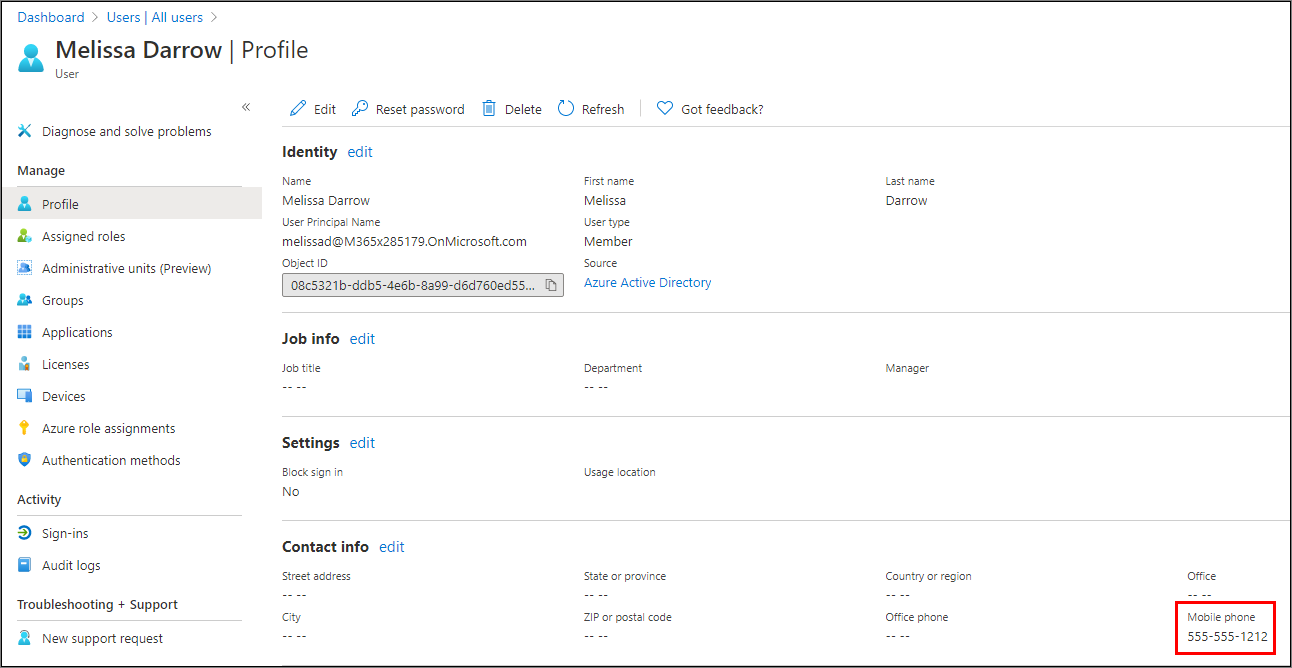 Dashboard > Users | All users >
Melissa Darrow | Profile
User
«
Diagnose and solve problems
Manage
Profile
Assigned roles
Administrative units (Preview)
Groups
Applications
Licenses
Devices
Azure role assignments
Authentication methods
Activity
Sign-ins
Audit logs
Troubleshooting + Support
New support request
Edit Reset password Delete Refresh Got feedback?
Identity edit
Name First name Last name
Melissa Darrow Melissa Darrow
User Principal Name User type
melissad@M365x285179.OnMicrosoft.com Member
Object ID Source
08c5321b-ddb5-4e6b-8a99-d6d760ed55... Azure Active Directory
Job info edit
Job title Department Manager
-- -- -- --
Settings edit
Block sign in Usage location
No
Contact info edit
Street address State or province Country or region Office
-- -- -- -- -- -- -- --
City ZIP or postal code Office phone Mobile phone
-- -- -- -- -- -- 555-555-1212